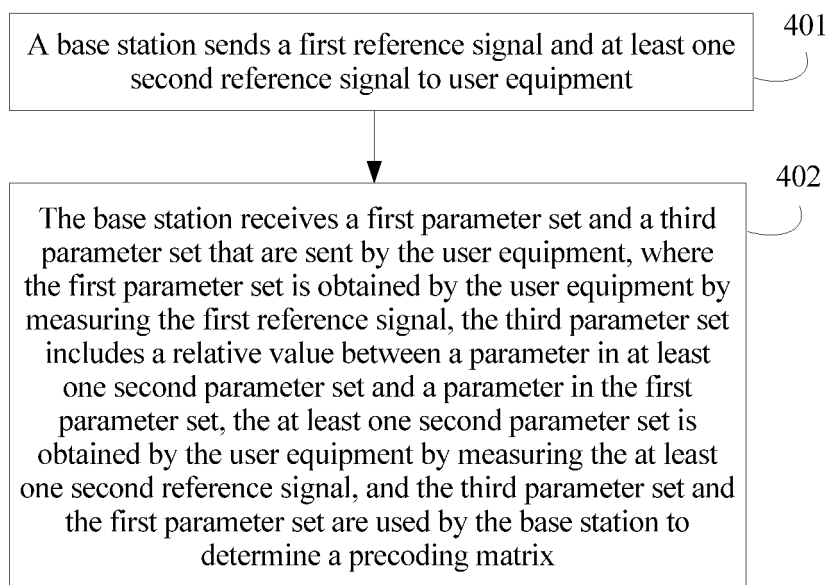 A base station sends a first reference signal and at least one
second reference signal to user equipment
401
402
The base station receives a first parameter set and a third
parameter set that are sent by the user equipment, where
the first parameter set is obtained by the user equipment by
measuring the first reference signal, the third parameter set
includes a relative value between a parameter in at least
one second parameter set and a parameter in the first
parameter set, the at least one second parameter set is
obtained by the user equipment by measuring the at least
one second reference signal, and the third parameter set and
the first parameter set are used by the base station to
determine a precoding matrix